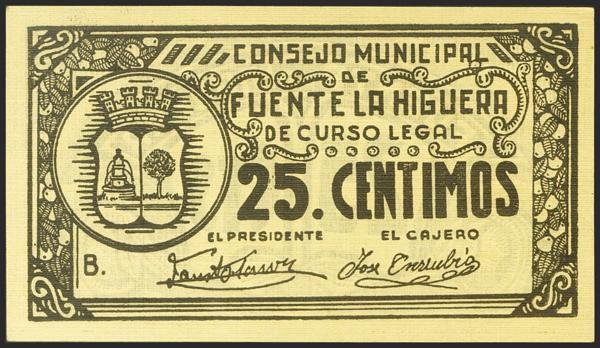 CONSEJO MUNICIPAL
DE
FUENTE LA HIGUERA
DE CURSO LEGAL
25. CENTIMOS
EL PRESIDENTE EL CAJERO
B.